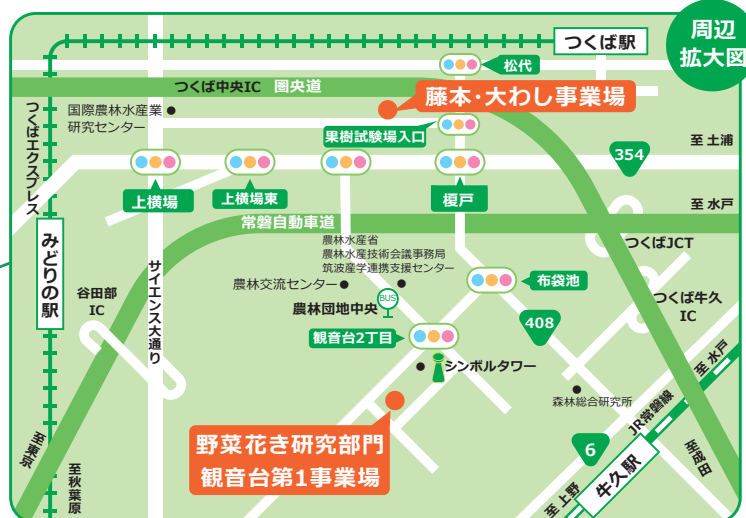 周辺
拡大図
つくば駅
松代
つくば中央IC
圏央道
藤本・大わし事業場
国際農林水産業
研究センター
果樹試験場入口
つくばエクスプレス
至 土浦
354
上横場
上横場東
榎戸
至 水戸
常磐自動車道
農林水産省
農林水産技術会議事務局
筑波産学連携支援センター
つくばJCT
みどりの駅
サイエンス大通り
農林交流センター
布袋池
谷田部
IC
BUS
農林団地中央
つくば牛久
IC
408
観音台2丁目
シンボルタワー
至 水戸
森林総合研究所
JR常磐線
野菜花き研究部門
観音台第1事業場
6
牛久駅
至成田
至東京
至秋葉原
至 上野